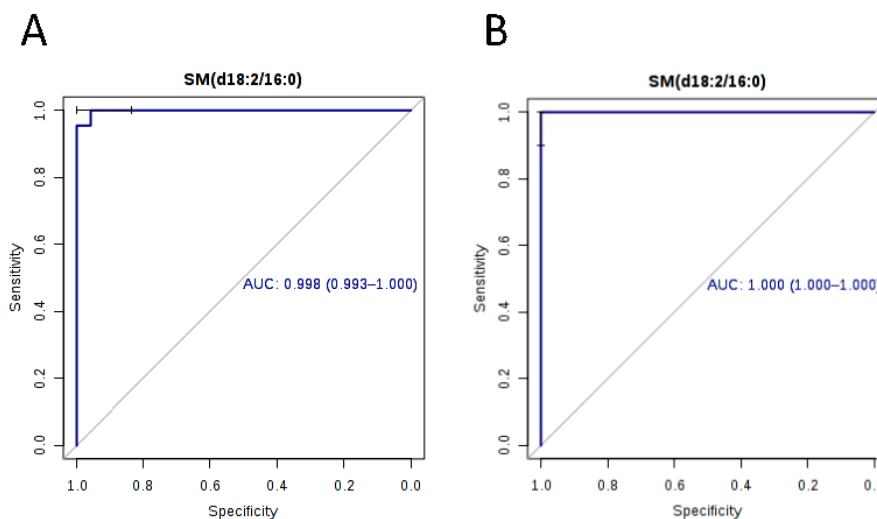 A
SM(d18:2/16:0)
Sensitivity
1.0
0.8
0.6
0.4
0.2
0.0
AUC: 0.998 (0.993–1.000)
1.0 0.8 0.6 0.4 0.2 0.0
Specificity
B
SM(d18:2/16:0)
Sensitivity
1.0
0.8
0.6
0.4
0.2
0.0
AUC: 1.000 (1.000–1.000)
1.0 0.8 0.6 0.4 0.2
Specificity